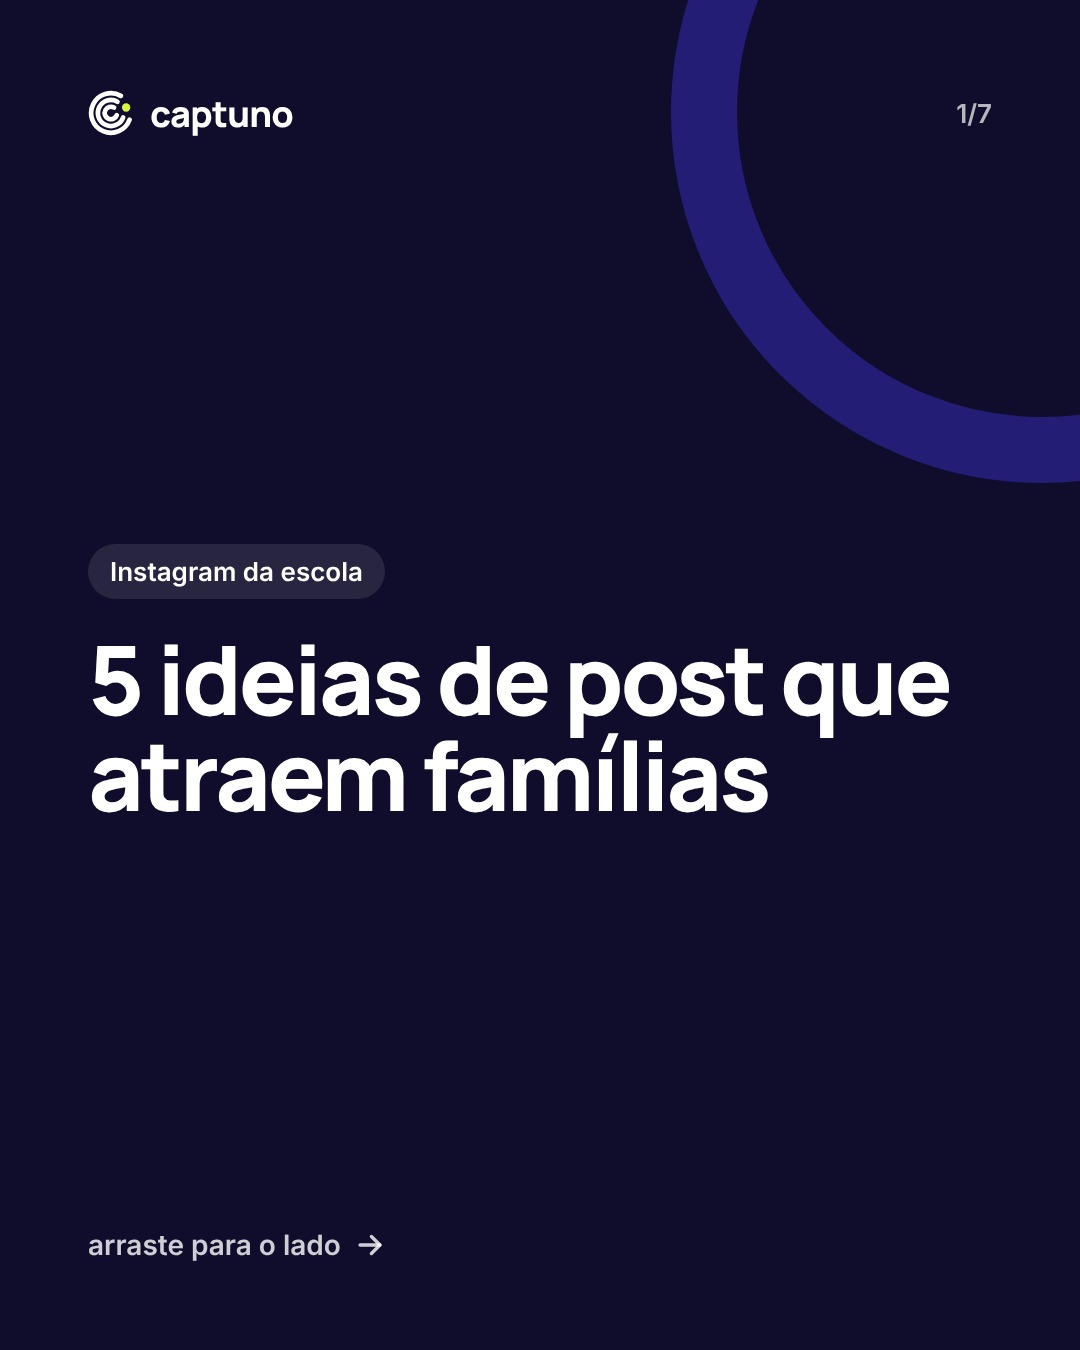 captuno
1/7
Instagram da escola
5 ideias de post que
atraem famílias
arraste para o lado →